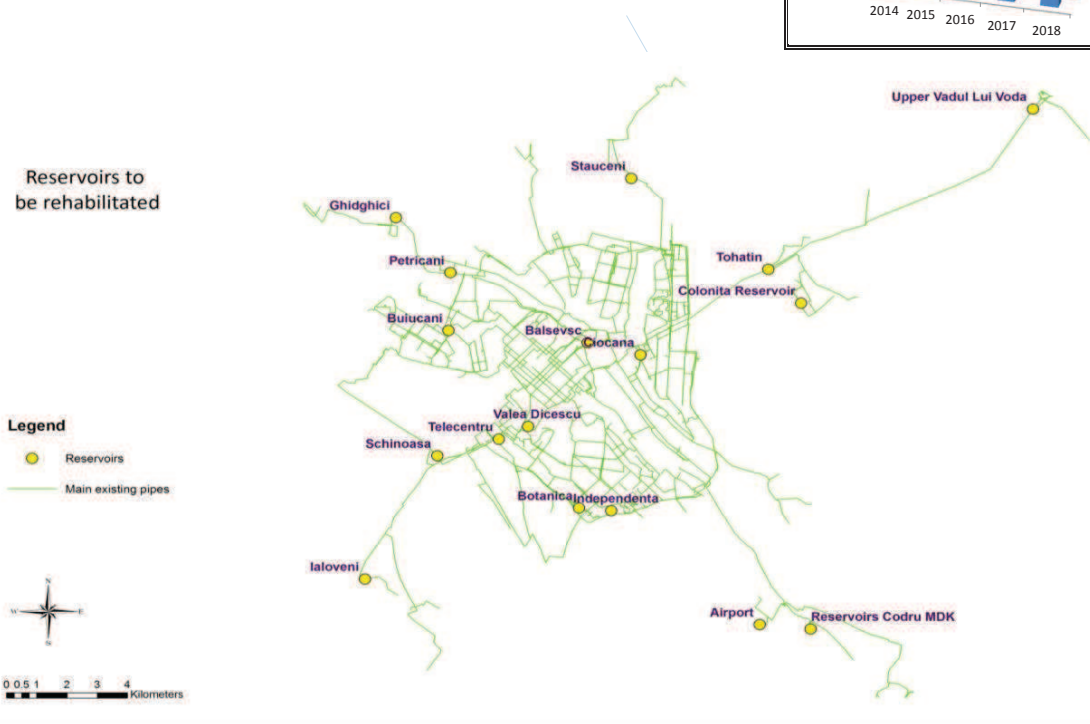 2014 2015 2016 2017 2018
Upper Vadul Lui Voda
Stauceni
Reservoirs to
be rehabilitated
Ghidghici
Petricani
Tohatin
Colonita Reservoir
Buiucani
Balsevsc
Ciocana
Valea Dicescu
Telecentru
Schinoasa
Botanica
Independenta
Ialoveni
Airport
Reservoirs Codru MDK
Legend
Reservoirs
Main existing pipes
N
W E
0 0.5 1 2 3 4
Kilometers